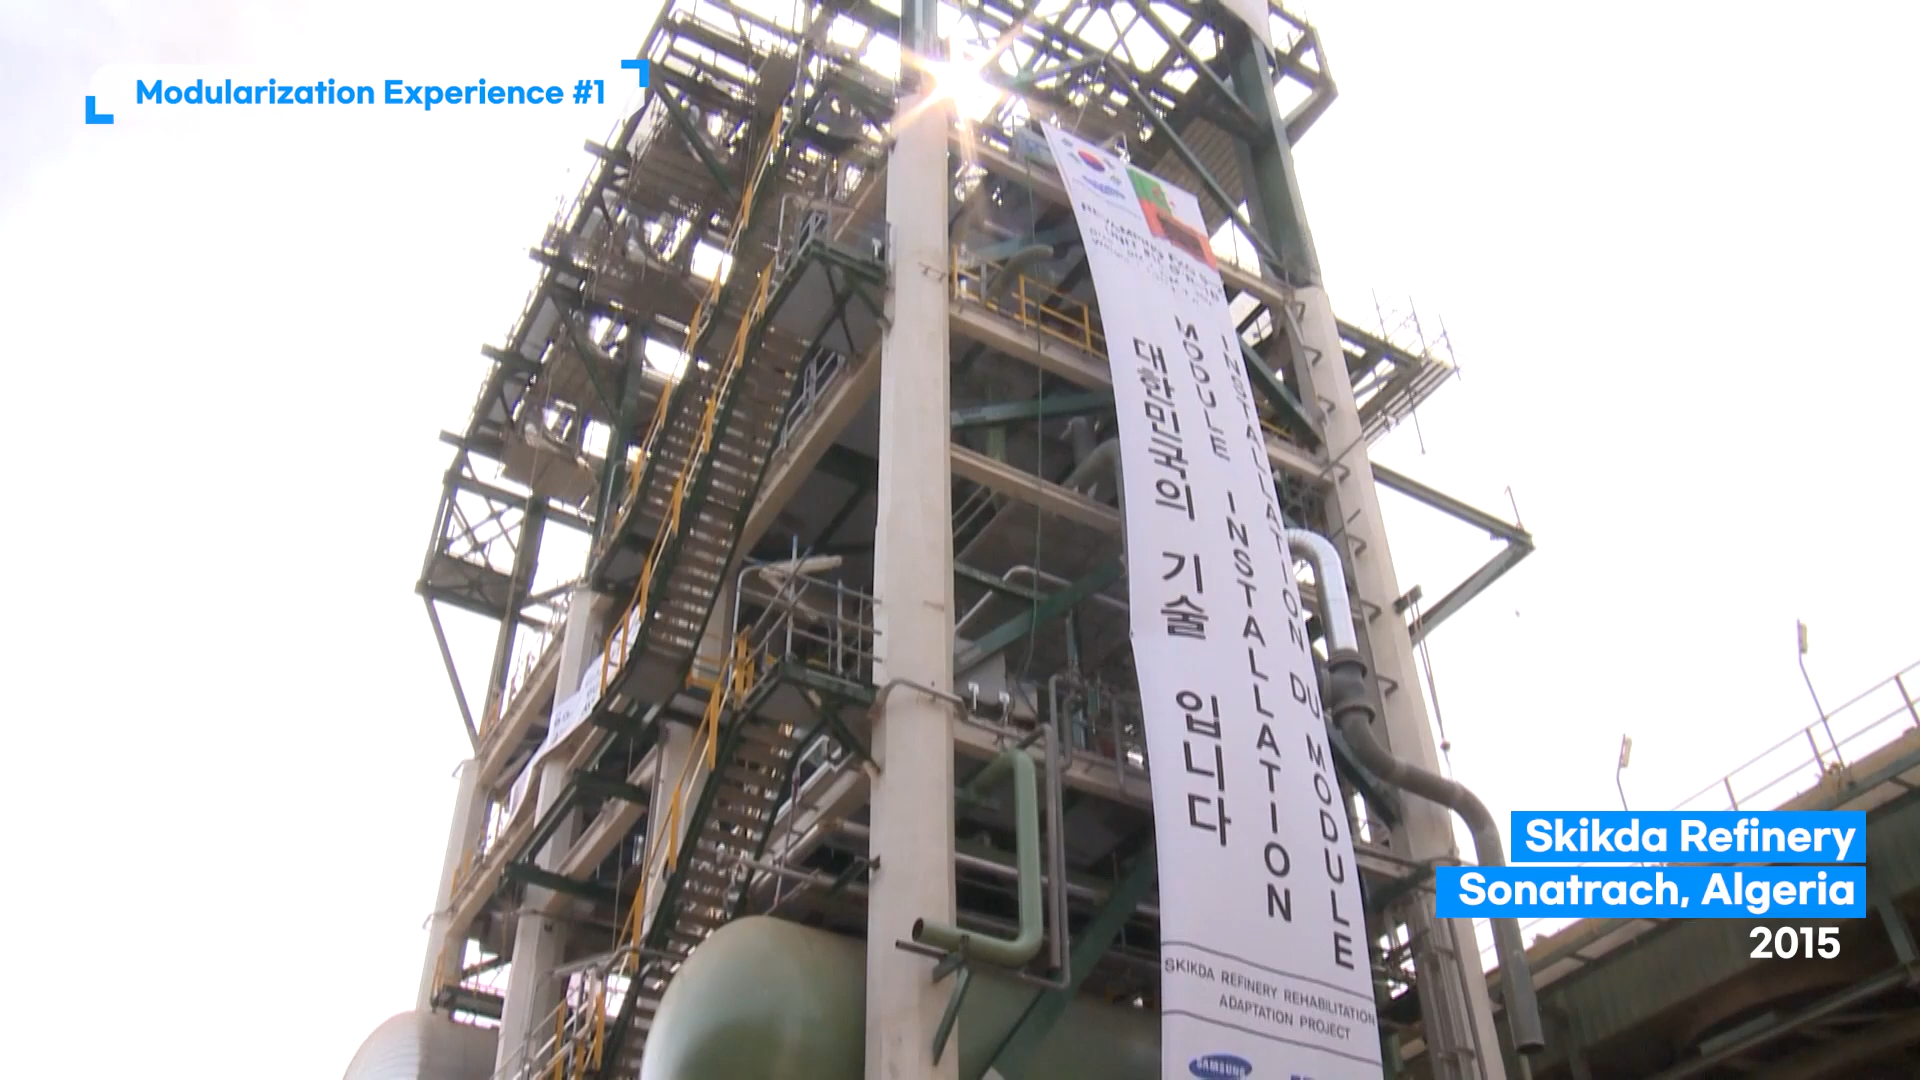 Modularization Experience #1
대한민국의 기술 입니다
MODULE INSTALLATION
INSTALLATION DU MODULE
SKIKDA REFINERY REHABILITATION
ADAPTATION PROJECT
SAMSUNG
Skikda Refinery
Sonatrach, Algeria
2015